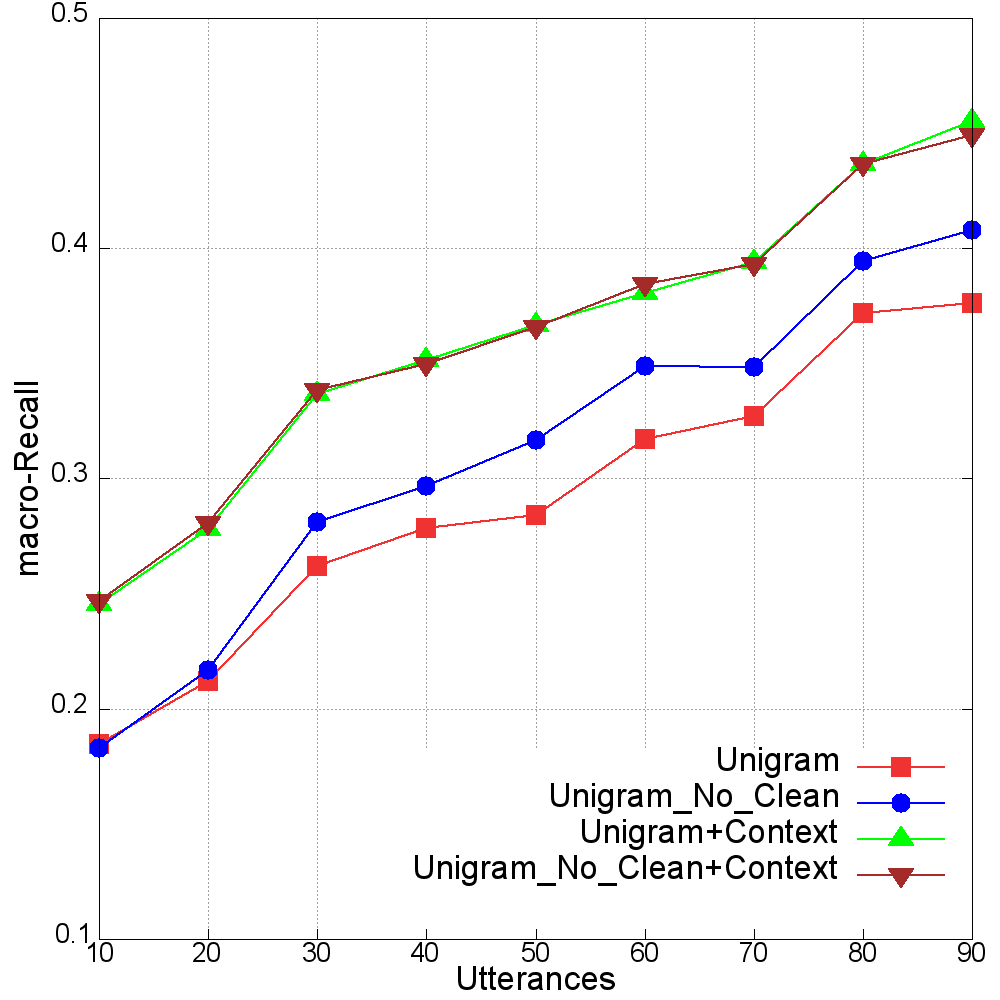 0.5
0.4
0.3
0.2
0.1
macro-Recall
Unigram
Unigram_No_Clean
Unigram+Context
Unigram_No_Clean+Context
10 20 30 40 50 60 70 80 90
Utterances